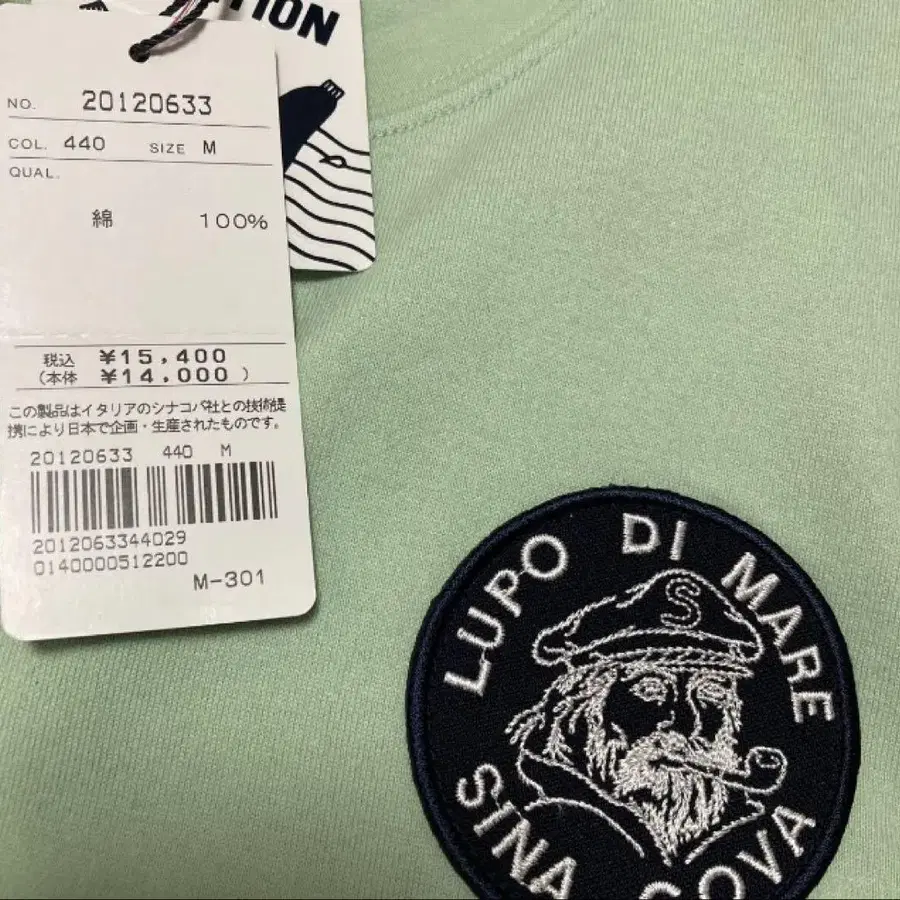 NO. 20120633
COL. 440 SIZE M
QUAL.
綿 100%
税込 ¥15,400
(本体 ¥14,000 )
この製品はイタリアのシナコバ社との技術提
携により日本で企画・生産されたものです。
20120633 440 M
2012063344029
0140000512200
M-301
LUPO DI MARE
S
SINA COVA